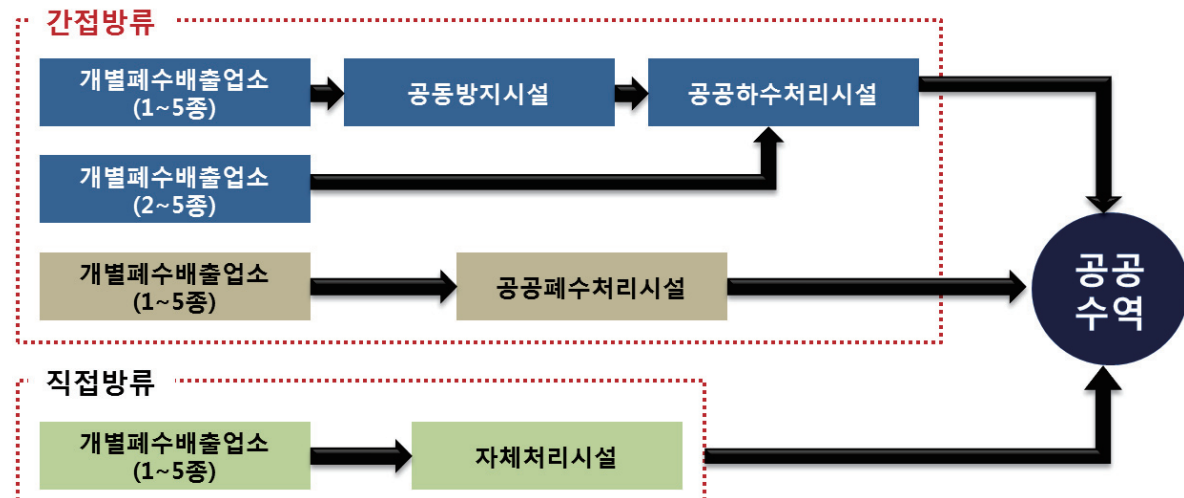 간접방류
개별폐수배출업소
(1~5종)
공동방지시설
공공하수처리시설
개별폐수배출업소
(2~5종)
개별폐수배출업소
(1~5종)
공공폐수처리시설
공공
수역
직접방류
개별폐수배출업소
(1~5종)
자체처리시설